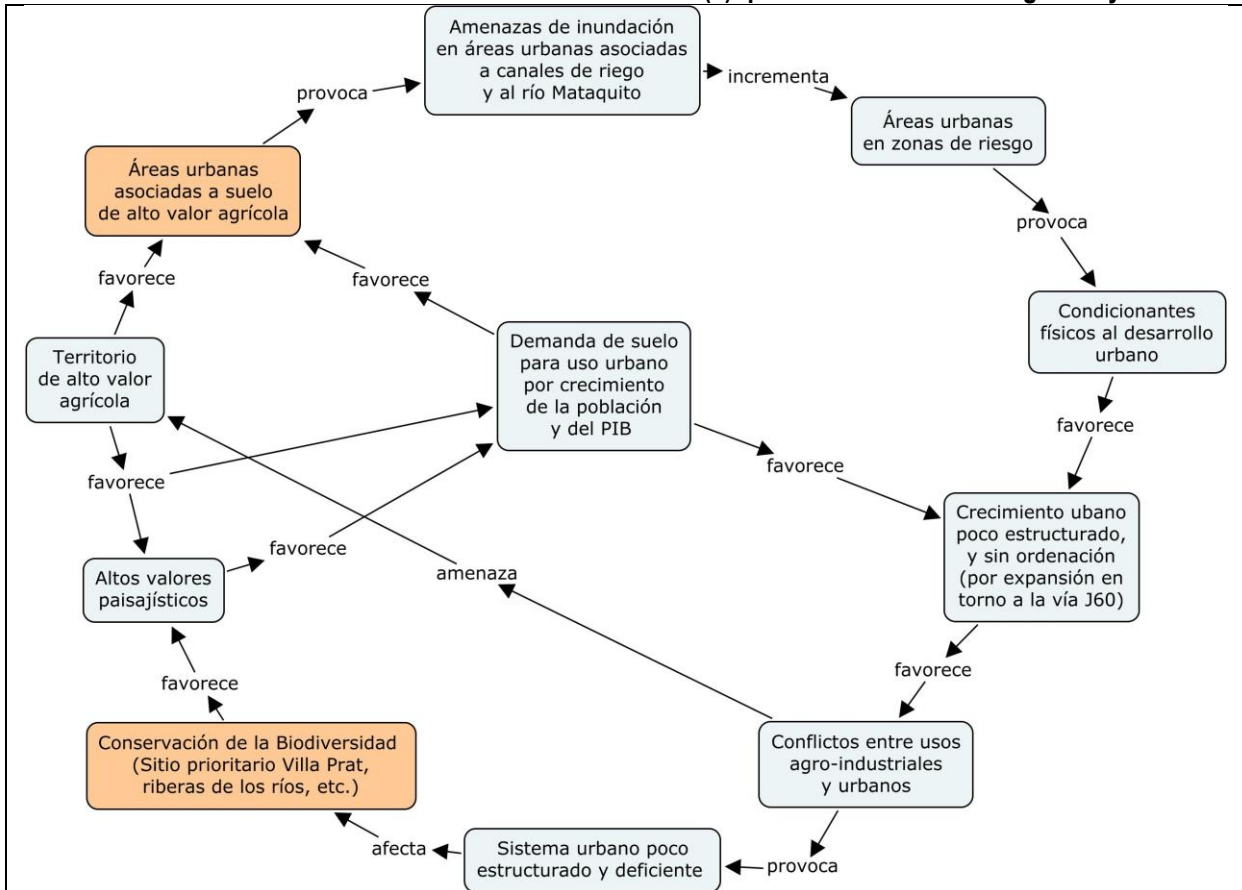 Amenazas de inundación
en áreas urbanas asociadas
a canales de riego
y al río Mataquito
provoca
incrementa
Áreas urbanas
en zonas de riesgo
Áreas urbanas
asociadas a suelo
de alto valor agrícola
provoca
favorece
favorece
Condicionantes
físicos al desarrollo
urbano
Demanda de suelo
para uso urbano
por crecimiento
de la población
y del PIB
Territorio
de alto valor
agrícola
favorece
favorece
favorece
Crecimiento ubano
poco estructurado,
y sin ordenación
(por expansión en
torno a la vía J60)
favorece
Altos valores
paisajísticos
amenaza
favorece
favorece
Conservación de la Biodiversidad
(Sitio prioritario Villa Prat,
riberas de los ríos, etc.)
Conflictos entre usos
agro-industriales
y urbanos
afecta
Sistema urbano poco
estructurado y deficiente
provoca